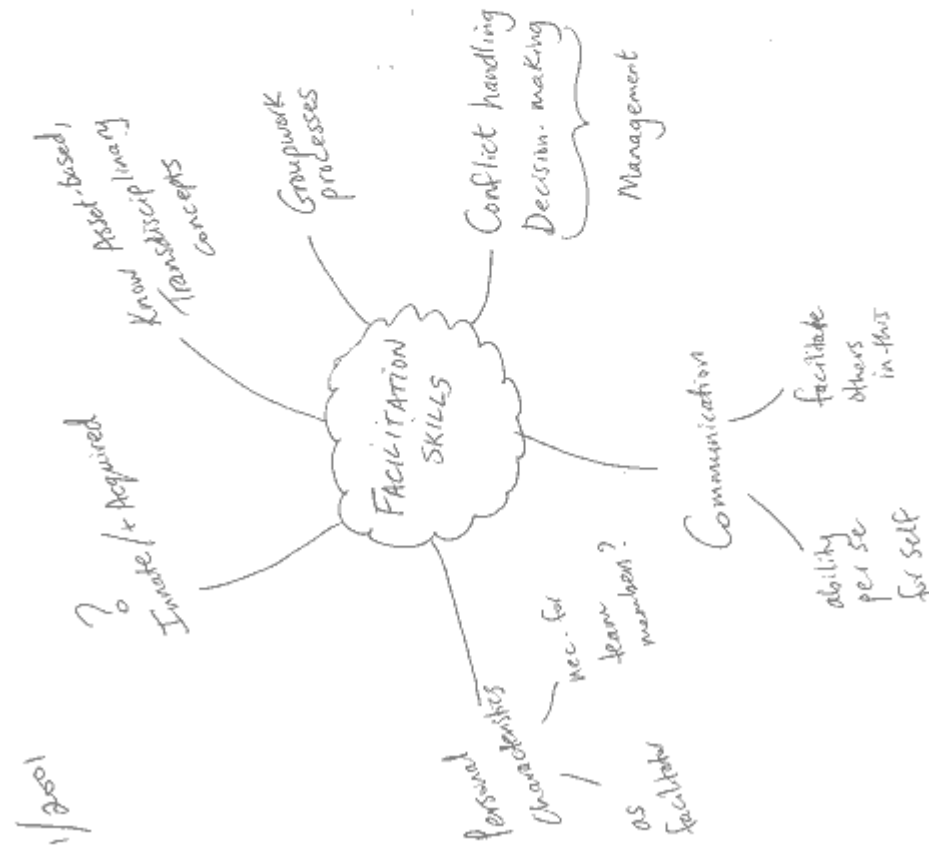 1/2001
?
Innate/+ Acquired
Know Asset-based,
Transdisciplinary
concepts
Groupwork
processes
Conflict handling
Decision-making
Management
FACILITATION
SKILLS
Communication
facilitate
others
in this
ability
per se
for self
Personal
characteristics
nec. for
team
members?
as
facilitator